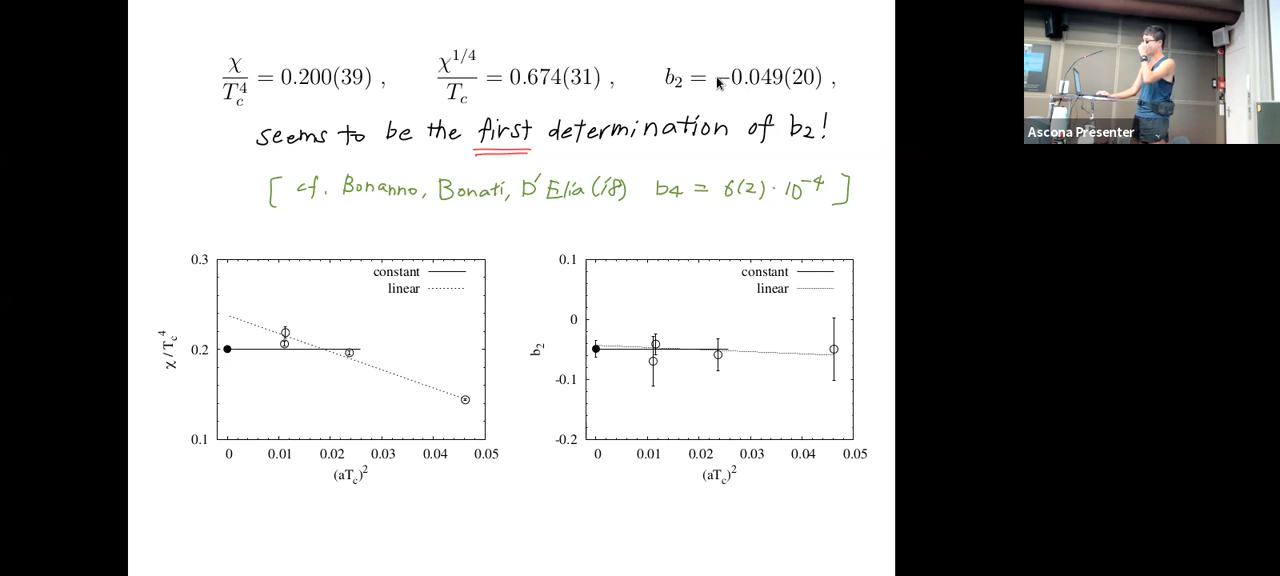 χ/T_c^4 = 0.200(39) , χ^{1/4}/T_c = 0.674(31) , b_2 = −0.049(20) ,
seems to be the first determination of b2!
[ cf. Bonanno, Bonati, D'Elia (18) b4 = 6(2)·10^-4 ]
constant
linear
0.3
0.2
0.1
χ / T_c^4
0 0.01 0.02 0.03 0.04 0.05
(aT_c)^2
constant
linear
0.1
0
-0.1
-0.2
b_2
0 0.01 0.02 0.03 0.04 0.05
(aT_c)^2
Ascona Presenter